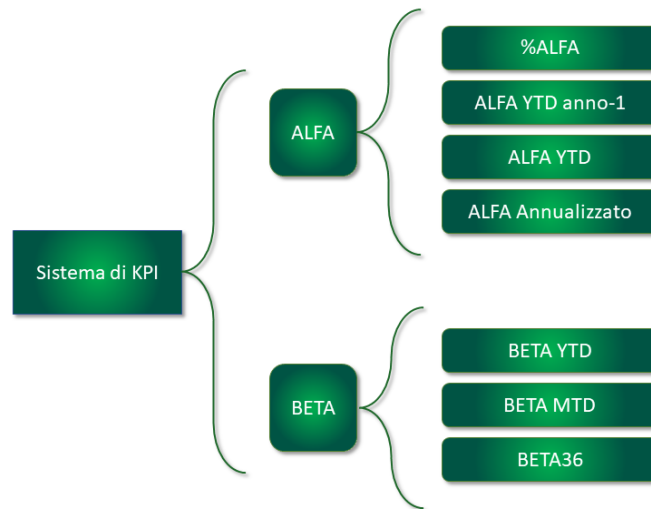 Sistema di KPI
ALFA
%ALFA
ALFA YTD anno-1
ALFA YTD
ALFA Annualizzato
BETA
BETA YTD
BETA MTD
BETA36